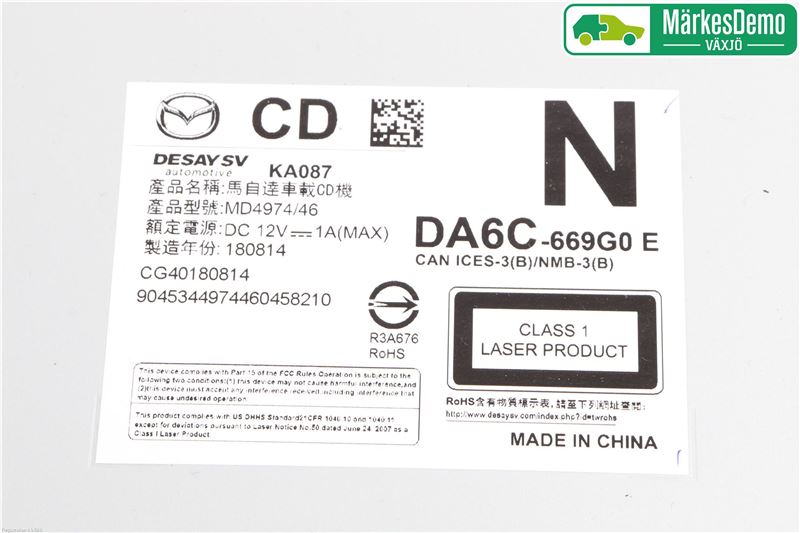 MärkesDemo
VÄXJÖ
CD
N
DESAY SV
automotive
KA087
產品名稱:馬自達車載CD機
產品型號:MD4974/46
額定電源:DC 12V⎓1A(MAX)
製造年份:180814
CG40180814
9045344974460458210
DA6C-669G0 E
CAN ICES-3(B)/NMB-3(B)
R3A676
RoHS
CLASS 1
LASER PRODUCT
This device complies with Part 15 of the FCC Rules Operation is subject to the
following two conditions:(1) this device may not cause harmful interference,and
(2)this device must accept any interference received,including interference that
may cause undesired operation.
This product complies with US DHHS Standard21CFR 1040.10 and 1040.11
except for deviations pursuant to Laser Notice No.50 dated June 24, 2007 as a
Class I Laser Product.
RoHS含有物質標示表,請至下列網址查閱:
http://www.desaysv.com/index.php?d=twrohs
MADE IN CHINA